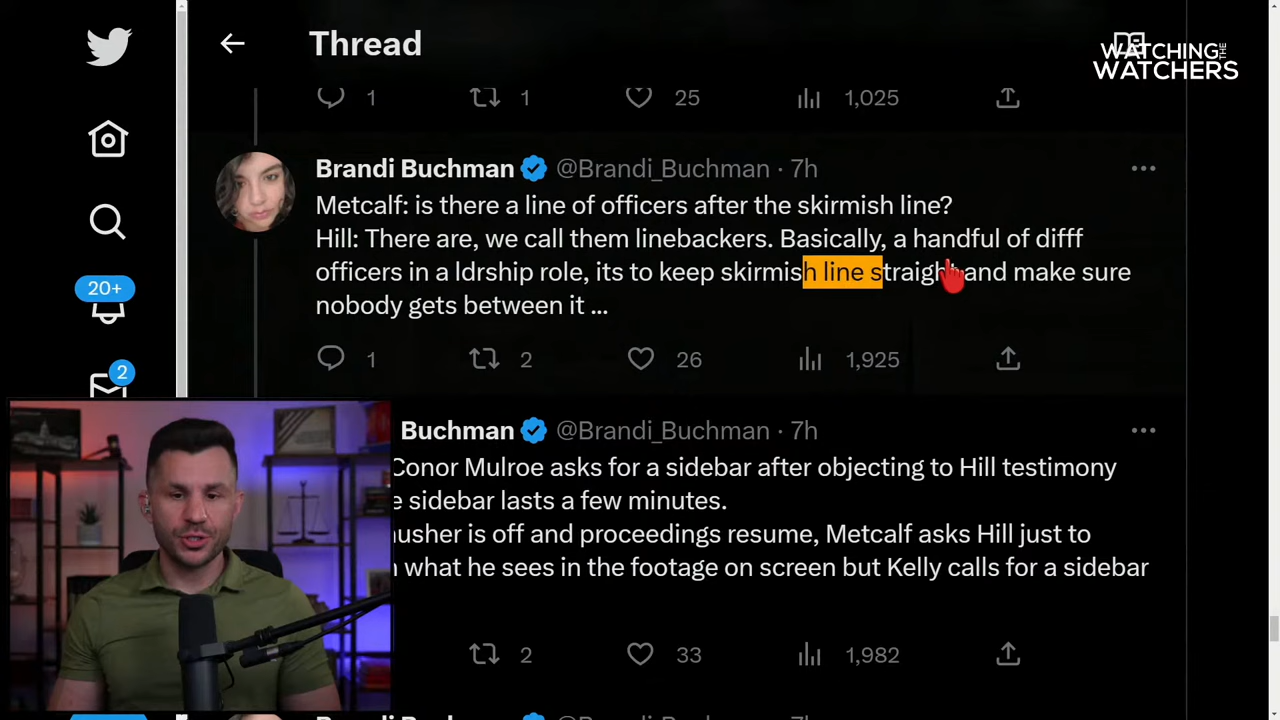 Thread
WATCHING THE
WATCHERS
1 1 25 1,025
Brandi Buchman @Brandi_Buchman · 7h
Metcalf: is there a line of officers after the skirmish line?
Hill: There are, we call them linebackers. Basically, a handful of difff
officers in a ldrship role, its to keep skirmish line straight and make sure
nobody gets between it ...
1 2 26 1,925
20+
2
Buchman @Brandi_Buchman · 7h
Conor Mulroe asks for a sidebar after objecting to Hill testimony
sidebar lasts a few minutes.
is off and proceedings resume, Metcalf asks Hill just to
what he sees in the footage on screen but Kelly calls for a sidebar
2 33 1,982